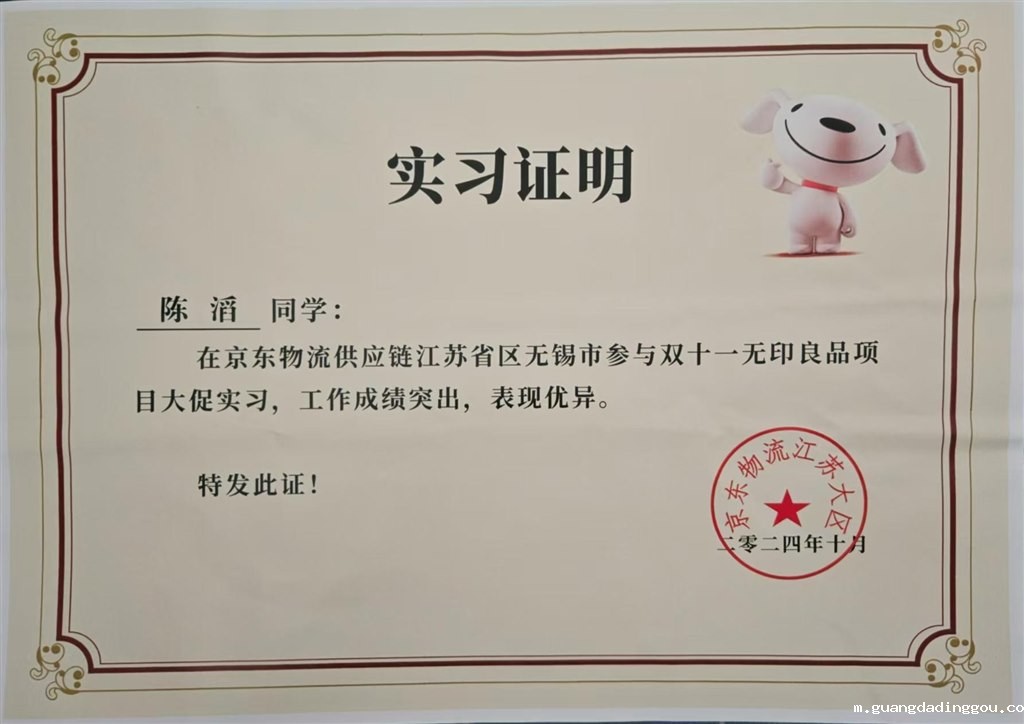 实习证明
陈 滔 同学：
在京东物流供应链江苏省区无锡市参与双十一无印良品项
目大促实习，工作成绩突出，表现优异。
特发此证！
京东物流江苏大区
二零二四年十月
m.guangdadinggou.co